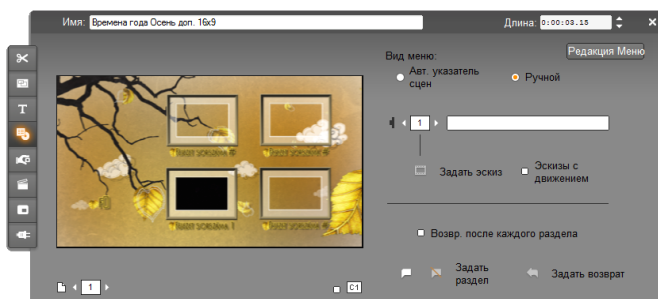 Имя: Времена года Осень доп. 16x9 Длина: 0:00:03.15
Вид меню: Редакция Меню
Авт. указатель
сцен
Ручной
T
1
Задать эскиз
Эскизы с
движением
Возвр. после каждого раздела
Задать
раздел
Задать возврат
1
C1